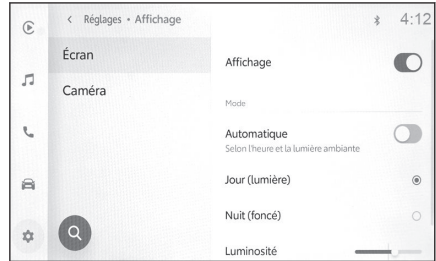 < Réglages • Affichage
4:12
Écran
Caméra
Affichage
Mode
Automatique
Selon l'heure et la lumière ambiante
Jour (lumière)
Nuit (foncé)
Luminosité